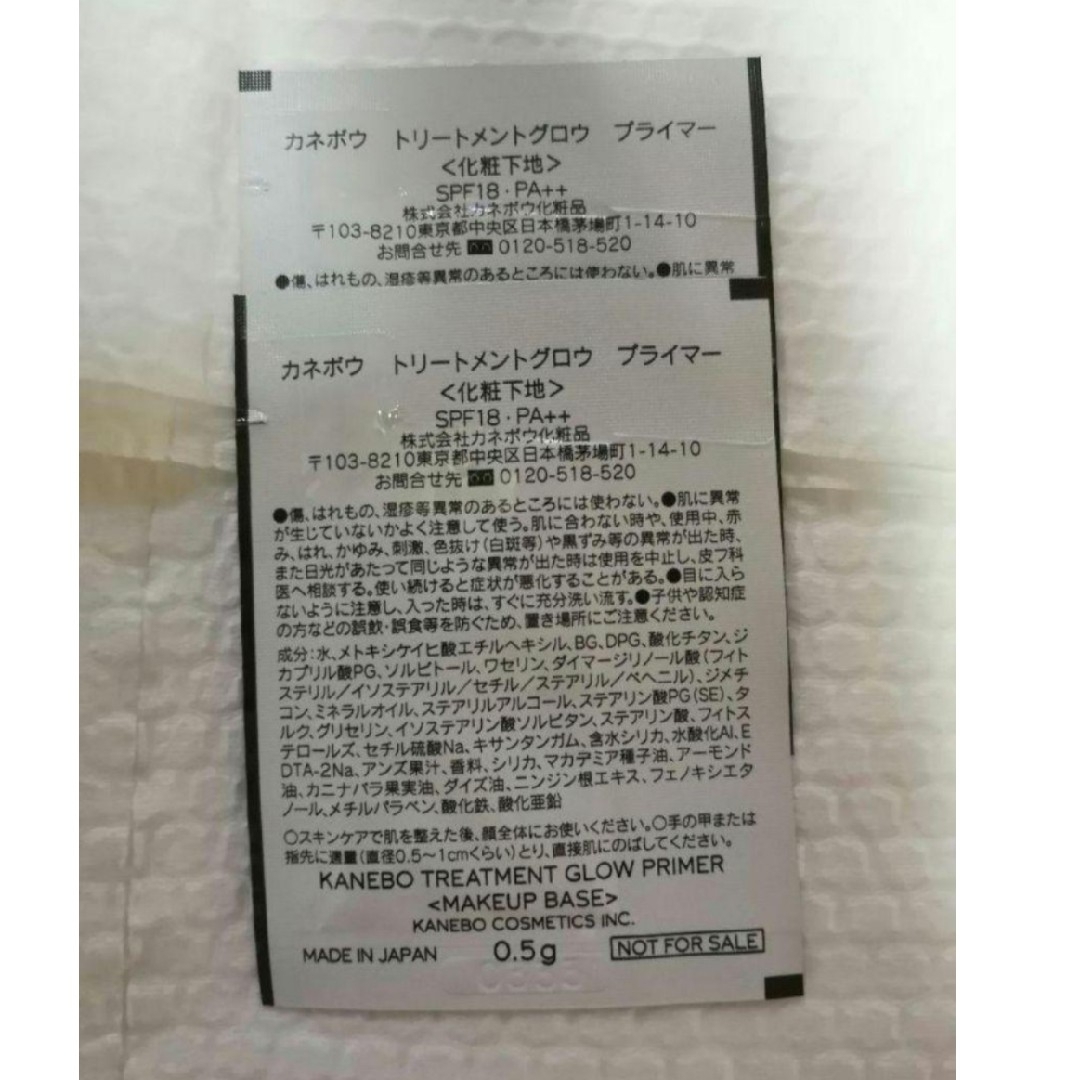 カネボウ　トリートメントグロウ　プライマー
<化粧下地>
SPF18・PA++
株式会社カネボウ化粧品
〒103-8210東京都中央区日本橋茅場町1-14-10
お問合せ先 0120-518-520
●傷、はれもの、湿疹等異常のあるところには使わない。●肌に異常
カネボウ　トリートメントグロウ　プライマー
<化粧下地>
SPF18・PA++
株式会社カネボウ化粧品
〒103-8210東京都中央区日本橋茅場町1-14-10
お問合せ先 0120-518-520
●傷、はれもの、湿疹等異常のあるところには使わない。●肌に異常
が生じていないかよく注意して使う。肌に合わない時や、使用中、赤
み、はれ、かゆみ、刺激、色抜け(白斑等)や黒ずみ等の異常が出た時、
また日光があたって同じような異常が出た時は使用を中止し、皮フ科
医へ相談する。使い続けると症状が悪化することがある。●目に入ら
ないように注意し、入った時は、すぐに充分洗い流す。●子供や認知症
の方などの誤飲・誤食等を防ぐため、置き場所にご注意ください。
成分:水、メトキシケイヒ酸エチルヘキシル、BG、DPG、酸化チタン、ジ
カプリル酸PG、ソルビトール、ワセリン、ダイマージリノール酸(フィト
ステリル/イソステアリル/セチル/ステアリル/ベヘニル)、ジメチ
コン、ミネラルオイル、ステアリルアルコール、ステアリン酸PG(SE)、タ
ルク、グリセリン、イソステアリン酸ソルビタン、ステアリン酸、フィトス
テロールズ、セチル硫酸Na、キサンタンガム、含水シリカ、水酸化Al、E
DTA-2Na、アンズ果汁、香料、シリカ、マカデミア種子油、アーモンド
油、カニナバラ果実油、ダイズ油、ニンジン根エキス、フェノキシエタ
ノール、メチルパラベン、酸化鉄、酸化亜鉛
○スキンケアで肌を整えた後、顔全体にお使いください。○手の甲または
指先に適量(直径0.5～1cmくらい)とり、直接肌にのばしてください。
KANEBO TREATMENT GLOW PRIMER
<MAKEUP BASE>
KANEBO COSMETICS INC.
MADE IN JAPAN 0.5g NOT FOR SALE